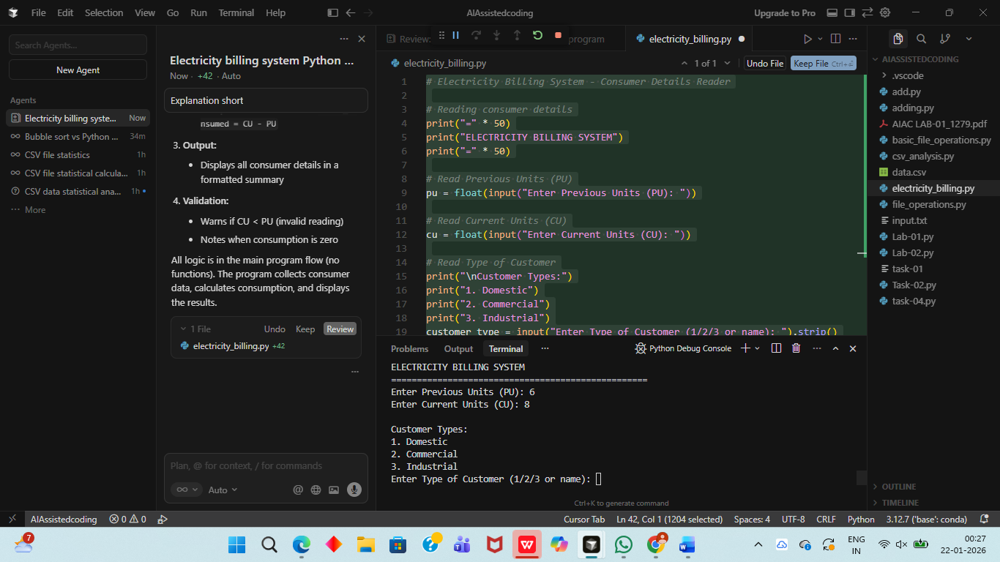 File Edit Selection View Go Run Terminal Help
AIAssistedcoding
Upgrade to Pro
Search Agents...
New Agent
Agents
Electricity billing syste... Now
Bubble sort vs Python ... 34m
CSV file statistics 1h
CSV file statistical calcula... 1h
CSV data statistical ana... 1h
More
Electricity billing system Python ...
Now · +42 · Auto
Explanation short
nsumed = CU - PU
3. Output:
• Displays all consumer details in a
formatted summary
4. Validation:
• Warns if CU < PU (invalid reading)
• Notes when consumption is zero
All logic is in the main program flow (no
functions). The program collects consumer
data, calculates consumption, and displays
the results.
1 File Undo Keep Review
electricity_billing.py +42
Plan, @ for context, / for commands
Auto
Review: program electricity_billing.py
electricity_billing.py 1 of 1 Undo File Keep File Ctrl+⏎
1 # Electricity Billing System - Consumer Details Reader
2
3 # Reading consumer details
4 print("=" * 50)
5 print("ELECTRICITY BILLING SYSTEM")
6 print("=" * 50)
7
8 # Read Previous Units (PU)
9 pu = float(input("Enter Previous Units (PU): "))
10
11 # Read Current Units (CU)
12 cu = float(input("Enter Current Units (CU): "))
13
14 # Read Type of Customer
15 print("\nCustomer Types:")
16 print("1. Domestic")
17 print("2. Commercial")
18 print("3. Industrial")
19 customer_type = input("Enter Type of Customer (1/2/3 or name): ").strip()
Problems Output Terminal ... Python Debug Console
ELECTRICITY BILLING SYSTEM
==================================================
Enter Previous Units (PU): 6
Enter Current Units (CU): 8
Customer Types:
1. Domestic
2. Commercial
3. Industrial
Enter Type of Customer (1/2/3 or name):
Ctrl+K to generate command
AIASSISTEDCODING
.vscode
add.py
adding.py
AIAC LAB-01_1279.pdf
basic_file_operations.py
csv_analysis.py
data.csv
electricity_billing.py
file_operations.py
input.txt
Lab-01.py
Lab-02.py
task-01
Task-02.py
task-04.py
OUTLINE
TIMELINE
AIAssistedcoding 0 0 Cursor Tab Ln 42, Col 1 (1204 selected) Spaces: 4 UTF-8 CRLF Python 3.12.7 ('base': conda)
7
ENG
IN
00:27
22-01-2026